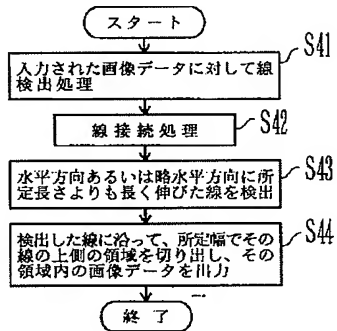 スタート
S41
入力された画像データに対して線
検出処理
線接続処理
S42
水平方向あるいは略水平方向に所
定長さよりも長く伸びた線を検出
S43
検出した線に沿って、所定幅でその
線の上側の領域を切り出し、その
領域内の画像データを出力
S44
終了